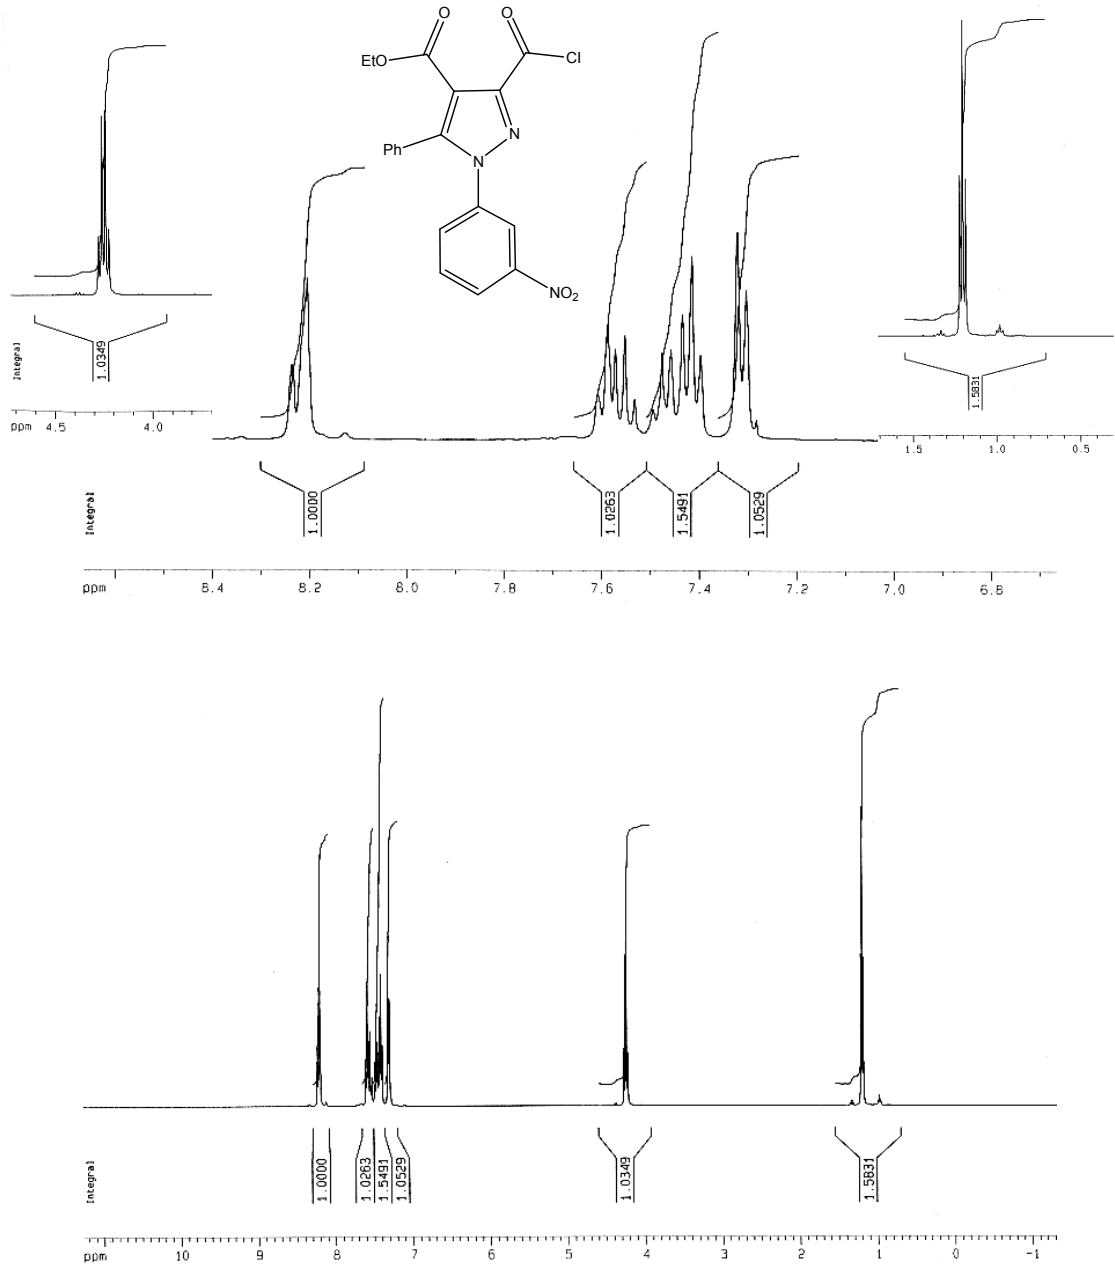 O O
EtO Cl
Ph N
N
NO2
Integral
1.0349
ppm 4.5 4.0
1.5831
1.5 1.0 0.5
Integral
1.0000 1.0263 1.5491 1.0529
ppm 8.4 8.2 8.0 7.8 7.6 7.4 7.2 7.0 6.8
Integral
1.0000 1.0263 1.5491 1.0529 1.0349 1.5831
ppm 10 9 8 7 6 5 4 3 2 1 0 -1